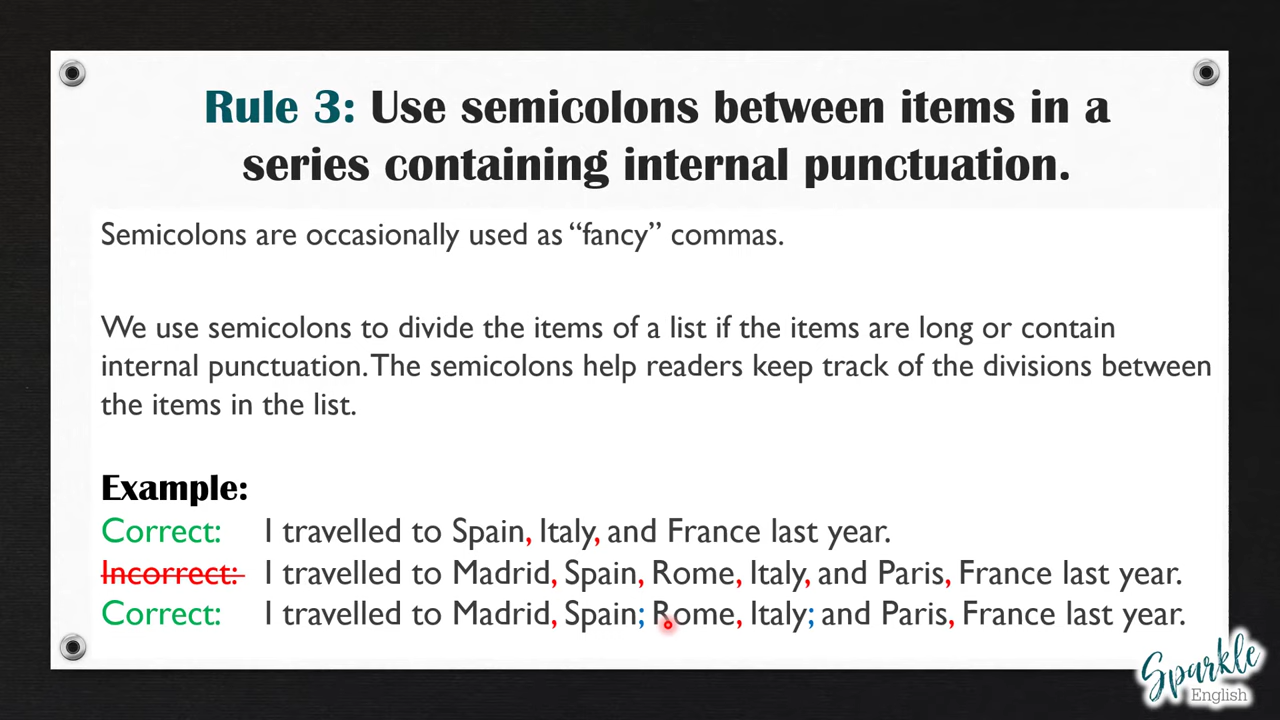 Rule 3: Use semicolons between items in a
series containing internal punctuation.
Semicolons are occasionally used as “fancy” commas.
We use semicolons to divide the items of a list if the items are long or contain
internal punctuation. The semicolons help readers keep track of the divisions between
the items in the list.
Example:
Correct: I travelled to Spain, Italy, and France last year.
Incorrect: I travelled to Madrid, Spain, Rome, Italy, and Paris, France last year.
Correct: I travelled to Madrid, Spain; Rome, Italy; and Paris, France last year.
Sparkle
English